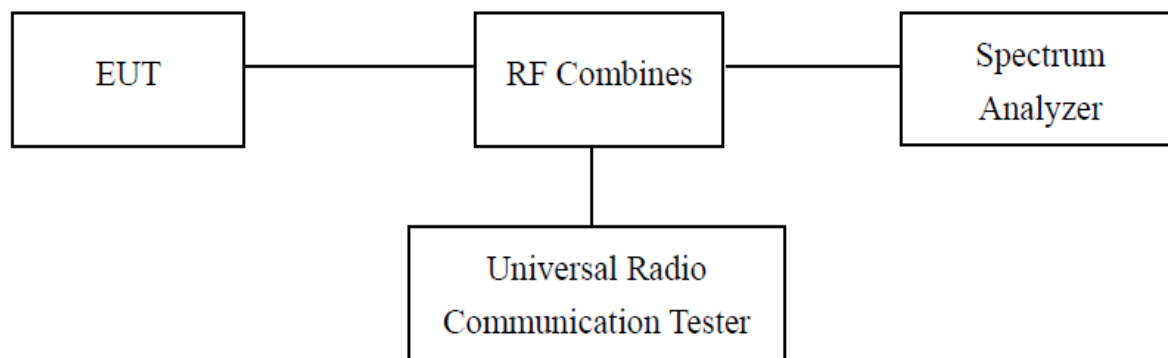 EUT
RF Combines
Spectrum
Analyzer
Universal Radio
Communication Tester